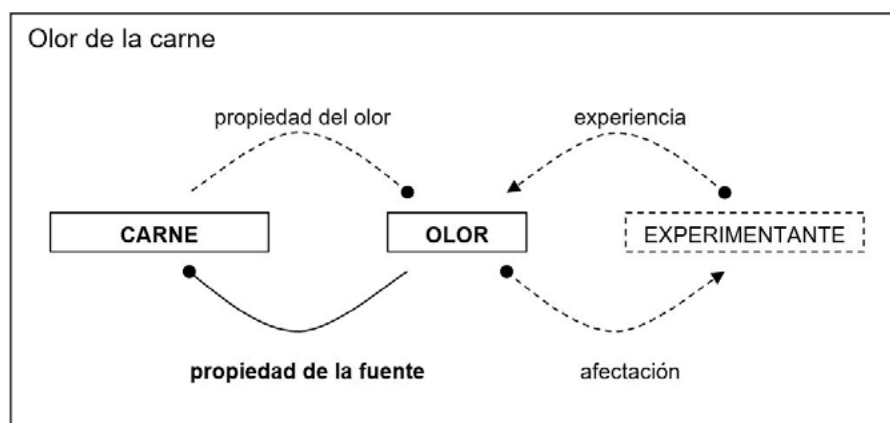 Olor de la carne
propiedad del olor
experiencia
CARNE
OLOR
EXPERIMENTANTE
propiedad de la fuente
afectación